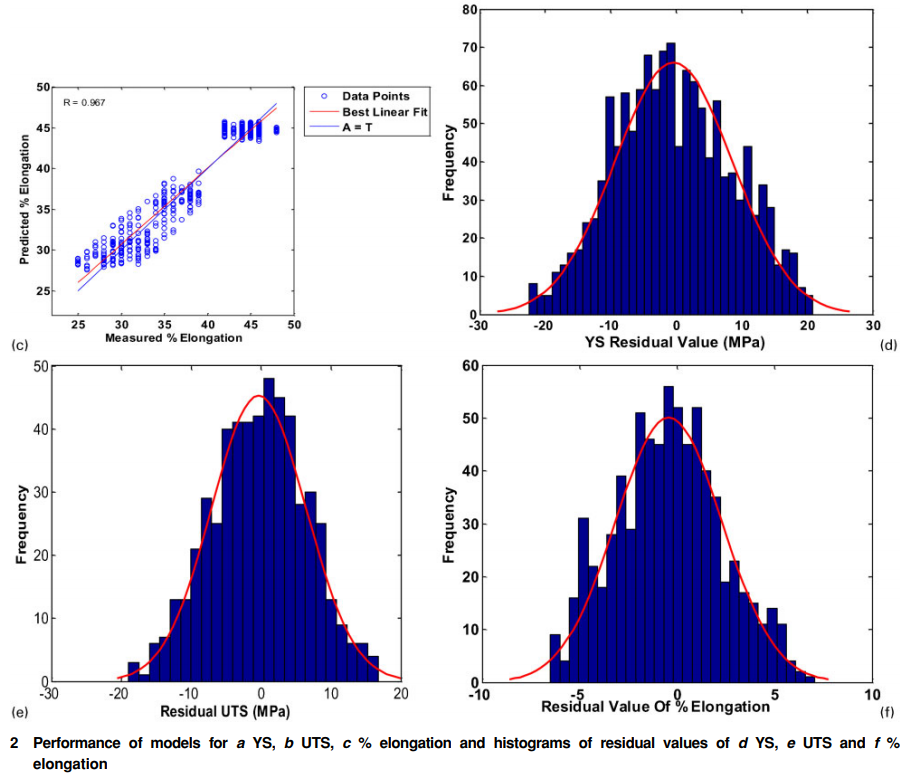 50
45
40
35
30
25
25 30 35 40 45 50
Predicted % Elongation
Measured % Elongation
R = 0.967
Data Points
Best Linear Fit
A = T
(c)
80
70
60
50
40
30
20
10
0
-30 -20 -10 0 10 20 30
Frequency
YS Residual Value (MPa)
(d)
50
40
30
20
10
0
-30 -20 -10 0 10 20
Frequency
Residual UTS (MPa)
(e)
60
50
40
30
20
10
0
-10 -5 0 5 10
Frequency
Residual Value Of % Elongation
(f)
2 Performance of models for a YS, b UTS, c % elongation and histograms of residual values of d YS, e UTS and f %
elongation